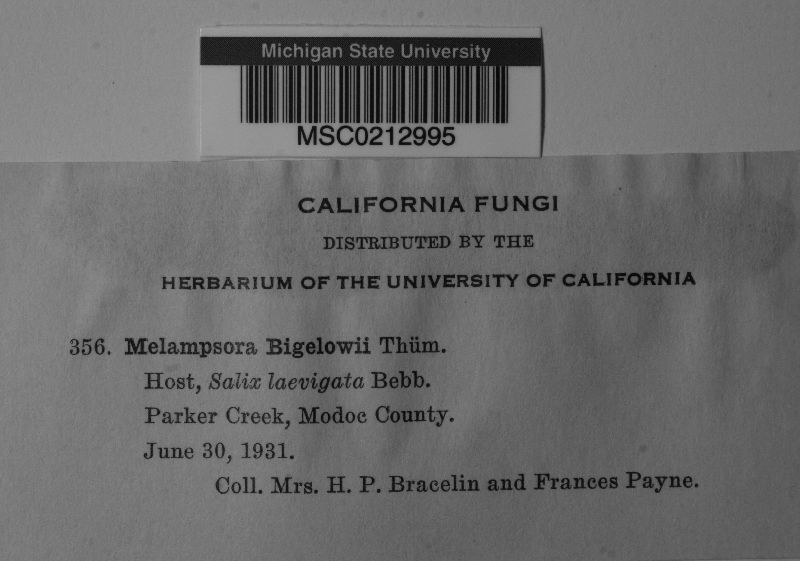 Michigan State University
MSC0212995
CALIFORNIA FUNGI
DISTRIBUTED BY THE
HERBARIUM OF THE UNIVERSITY OF CALIFORNIA
356. Melampsora Bigelowii Thüm.
Host, Salix laevigata Bebb.
Parker Creek, Modoc County.
June 30, 1931.
Coll. Mrs. H. P. Bracelin and Frances Payne.